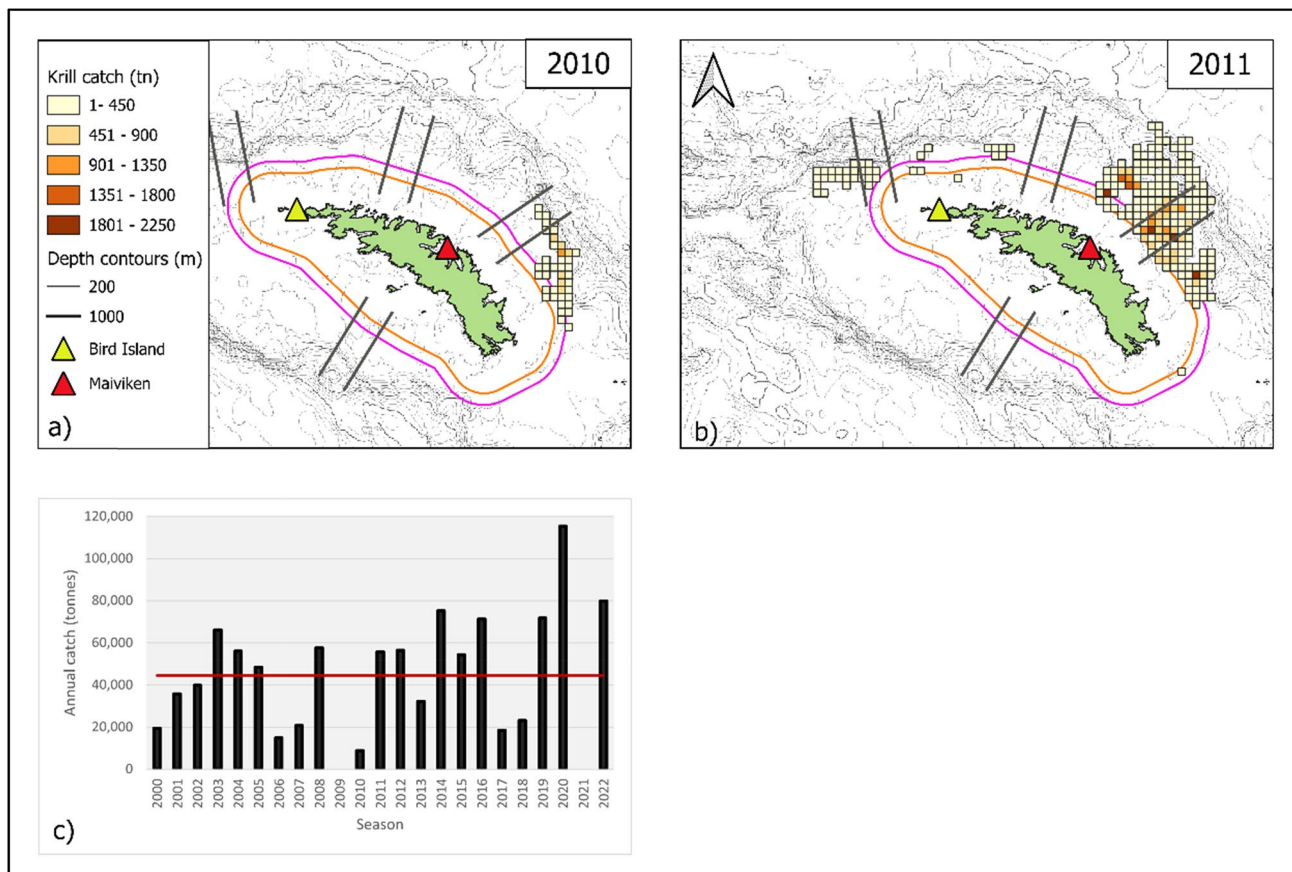 Krill catch (tn)
1- 450
451 - 900
901 - 1350
1351 - 1800
1801 - 2250
Depth contours (m)
200
1000
Bird Island
Maiviken
a)
2010
2011
b)
120,000
100,000
80,000
60,000
40,000
20,000
0
Annual catch (tonnes)
2000
2001
2002
2003
2004
2005
2006
2007
2008
2009
2010
2011
2012
2013
2014
2015
2016
2017
2018
2019
2020
2021
2022
Season
c)